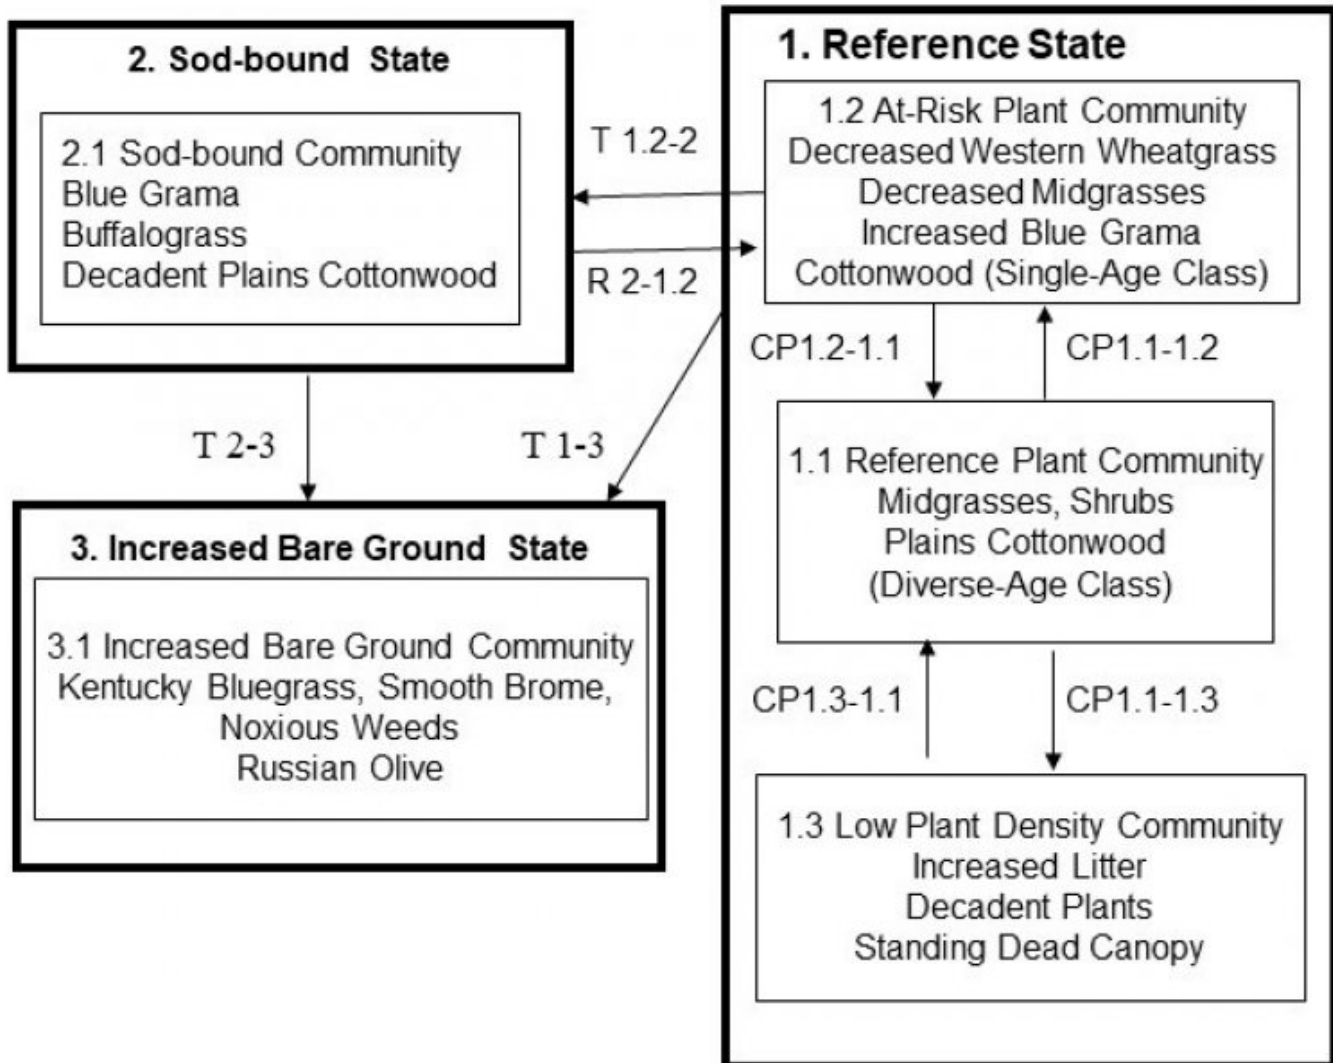 2. Sod-bound State
2.1 Sod-bound Community
Blue Grama
Buffalograss
Decadent Plains Cottonwood
T 1.2-2
R 2-1.2
1. Reference State
1.2 At-Risk Plant Community
Decreased Western Wheatgrass
Decreased Midgrasses
Increased Blue Grama
Cottonwood (Single-Age Class)
CP1.2-1.1
CP1.1-1.2
1.1 Reference Plant Community
Midgrasses, Shrubs
Plains Cottonwood
(Diverse-Age Class)
CP1.3-1.1
CP1.1-1.3
1.3 Low Plant Density Community
Increased Litter
Decadent Plants
Standing Dead Canopy
T 2-3
T 1-3
3. Increased Bare Ground State
3.1 Increased Bare Ground Community
Kentucky Bluegrass, Smooth Brome,
Noxious Weeds
Russian Olive